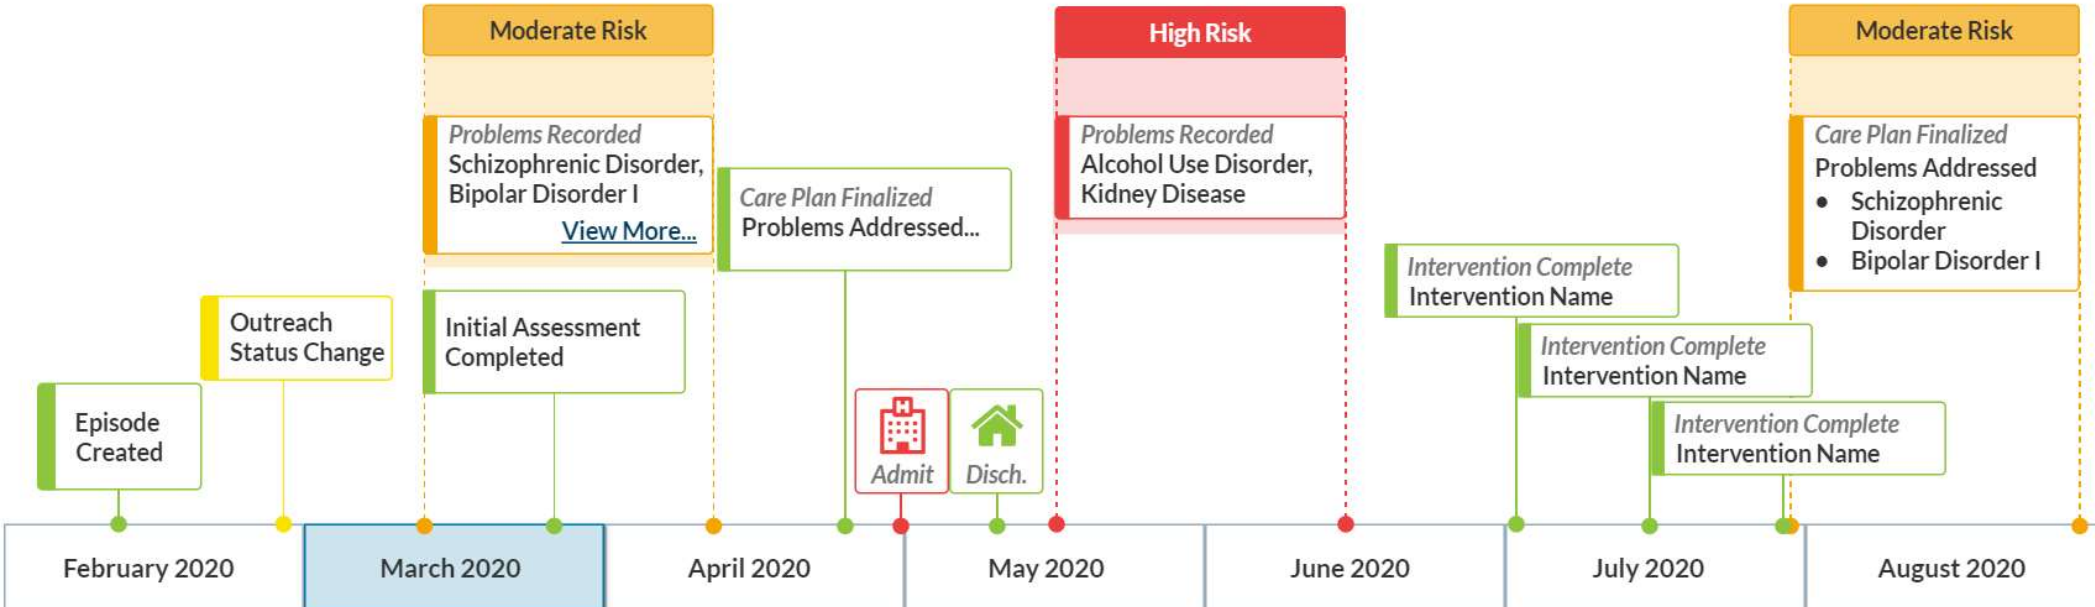 Moderate Risk
High Risk
Moderate Risk
Problems Recorded
Schizophrenic Disorder,
Bipolar Disorder I
View More...
Care Plan Finalized
Problems Addressed...
Problems Recorded
Alcohol Use Disorder,
Kidney Disease
Care Plan Finalized
Problems Addressed
• Schizophrenic
Disorder
• Bipolar Disorder I
Intervention Complete
Intervention Name
Intervention Complete
Intervention Name
Intervention Complete
Intervention Name
Outreach
Status Change
Initial Assessment
Completed
Episode
Created
H
Admit
Disch.
February 2020
March 2020
April 2020
May 2020
June 2020
July 2020
August 2020